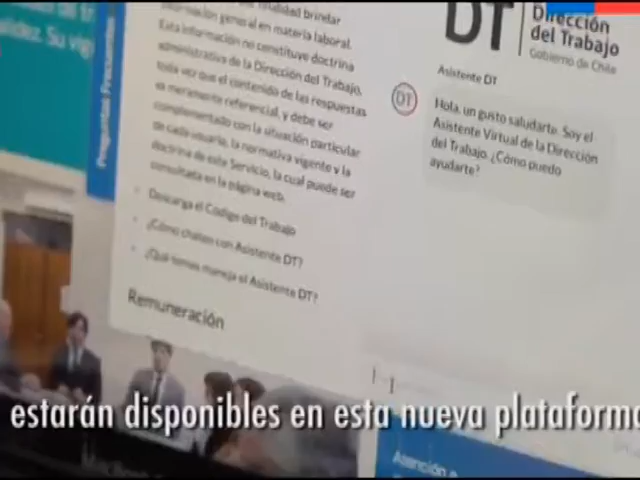 lidez. Su vig
Preguntas Frecuentes
finalidad brindar
información general en materia laboral.
Esta información no constituye doctrina
administrativa de la Dirección del Trabajo,
toda vez que el contenido de las respuestas
es meramente referencial, y debe ser
complementado con la situación particular
de cada usuario, la normativa vigente y la
doctrina de este Servicio, la cual puede ser
consultada en la página web.
Descarga el Código del Trabajo
¿Cómo chateo con Asistente DT?
¿Qué temas maneja el Asistente DT?
Remuneración
DT
Dirección
del Trabajo
Gobierno de Chile
Asistente DT
DT
Hola, un gusto saludarte. Soy el
Asistente Virtual de la Dirección
del Trabajo. ¿Cómo puedo
ayudarte?
estarán disponibles en esta nueva plataforma
Atención